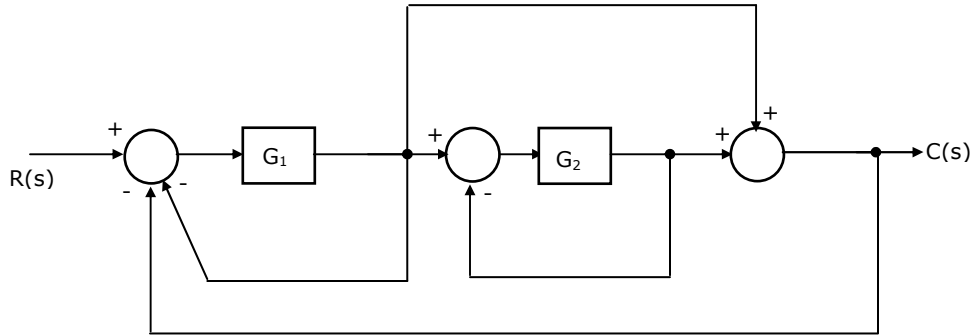 +
+
+
+
G₁
G₂
C(s)
R(s)
-
-
-